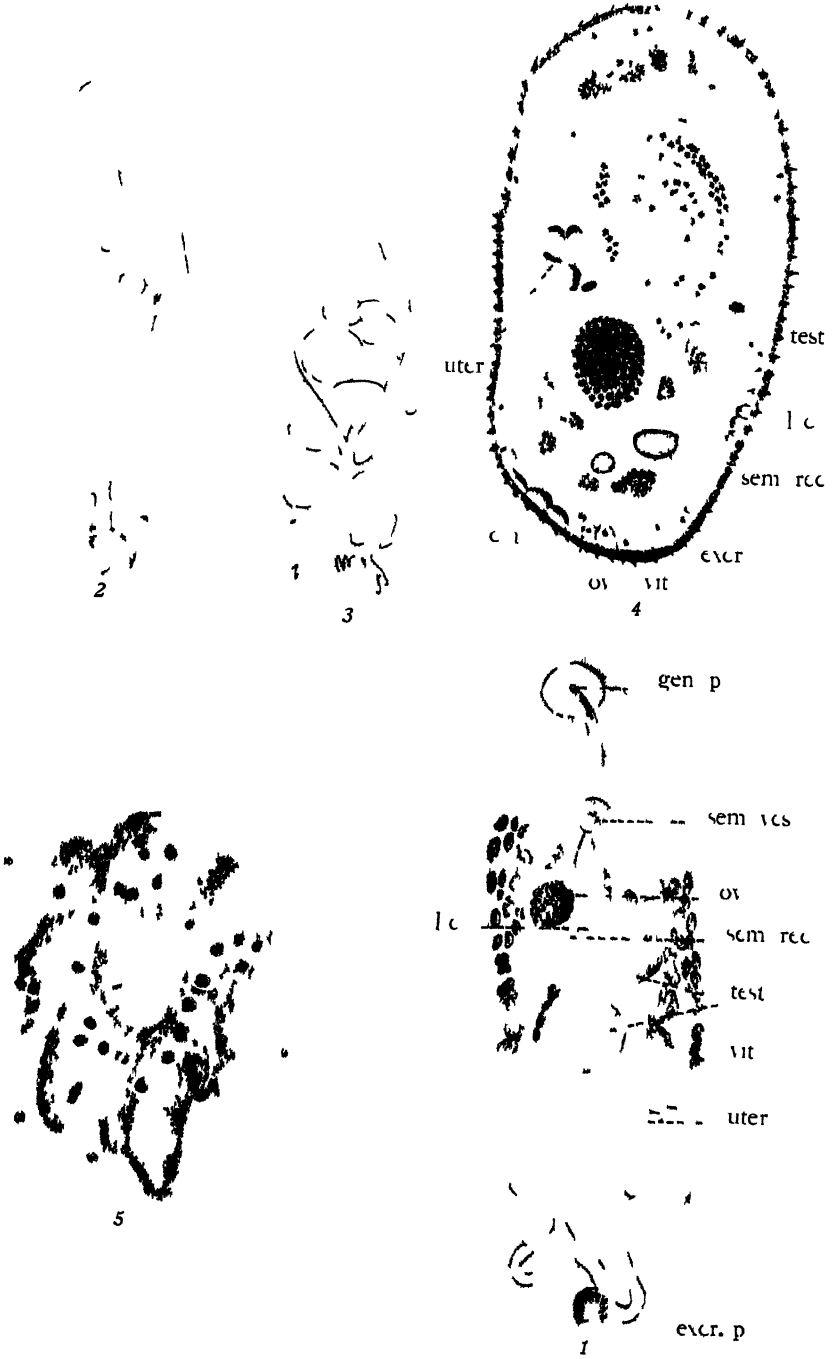 test
uter
l c
sem rec
excr
ov vit
2
3
4
gen p
sem ves
ov
l c
sem rec
test
vit
uter
5
excr. p
1